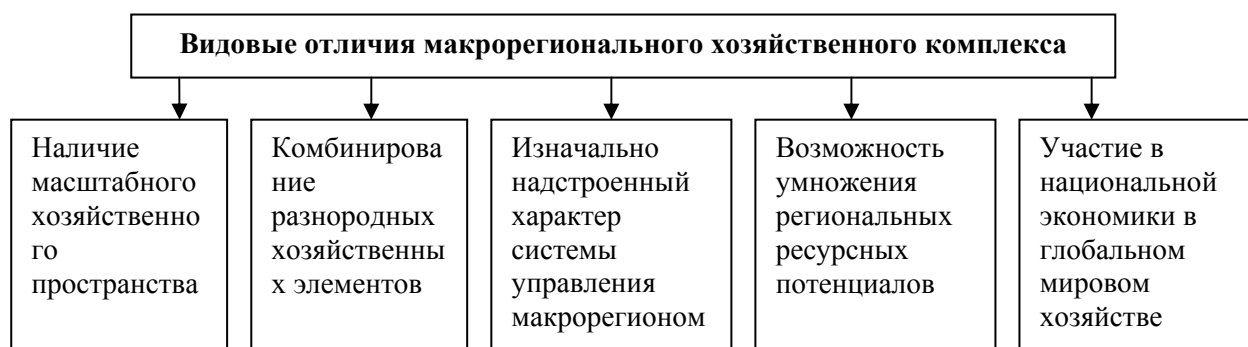 Видовые отличия макрорегионального хозяйственного комплекса
Наличие
масштабного
хозяйственно
го
пространства
Комбинирова
ние
разнородных
хозяйственны
х элементов
Изначально
надстроенный
характер
системы
управления
макрорегионом
Возможность
умножения
региональных
ресурсных
потенциалов
Участие в
национальной
экономики в
глобальном
мировом
хозяйстве